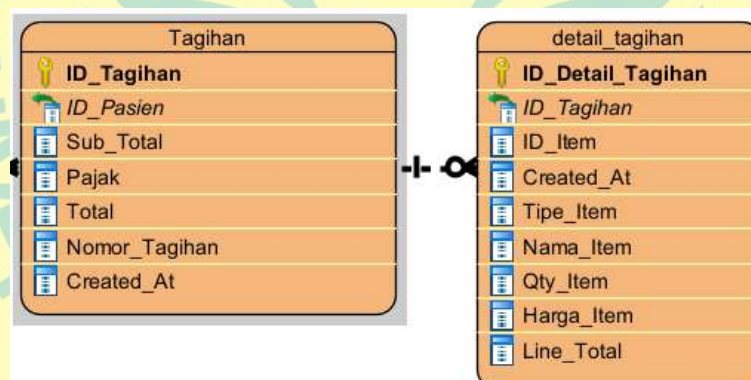 Tagihan
ID_Tagihan
ID_Pasien
Sub_Total
Pajak
Total
Nomor_Tagihan
Created_At
detail_tagihan
ID_Detail_Tagihan
ID_Tagihan
ID_Item
Created_At
Tipe_Item
Nama_Item
Qty_Item
Harga_Item
Line_Total